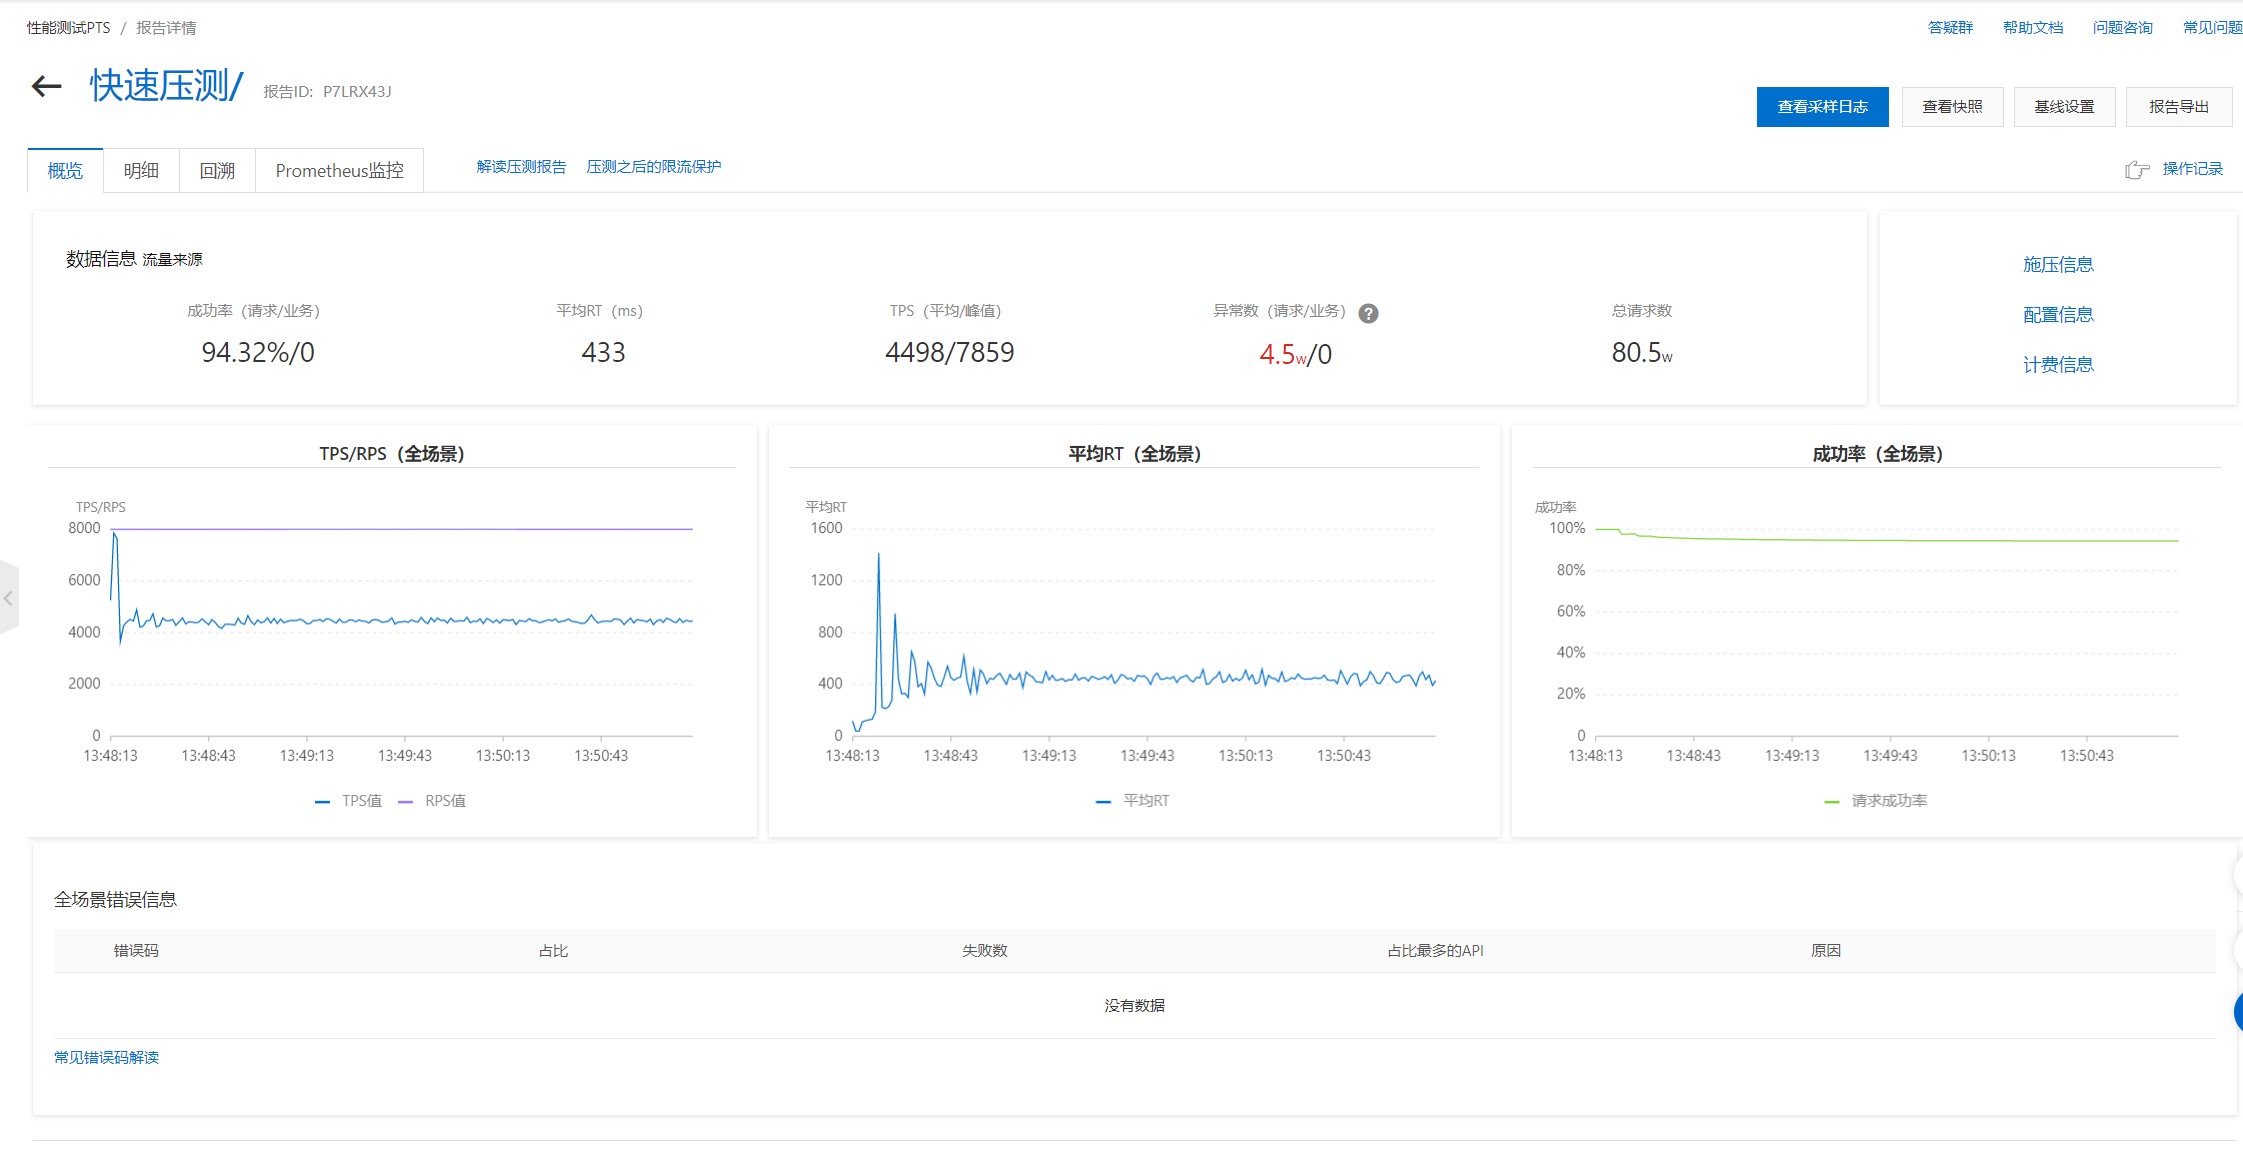 性能测试PTS / 报告详情
答疑群 帮助文档 问题咨询 常见问题
快速压测/ 报告ID: P7LRX43J
查看采样日志 查看快照 基线设置 报告导出
概览 明细 回溯 Prometheus监控 解读压测报告 压测之后的限流保护 操作记录
数据信息 流量来源
成功率（请求/业务） 平均RT（ms） TPS（平均/峰值） 异常数（请求/业务） ? 总请求数
94.32%/0 433 4498/7859 4.5w/0 80.5w
施压信息
配置信息
计费信息
TPS/RPS（全场景）
TPS/RPS
8000
6000
4000
2000
0
13:48:13 13:48:43 13:49:13 13:49:43 13:50:13 13:50:43
TPS值 RPS值
平均RT（全场景）
平均RT
1600
1200
800
400
0
13:48:13 13:48:43 13:49:13 13:49:43 13:50:13 13:50:43
平均RT
成功率（全场景）
成功率
100%
80%
60%
40%
20%
0
13:48:13 13:48:43 13:49:13 13:49:43 13:50:13 13:50:43
请求成功率
全场景错误信息
错误码 占比 失败数 占比最多的API 原因
没有数据
常见错误码解读